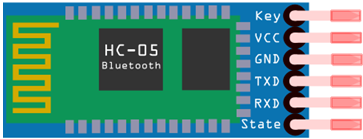 HC-05
Bluetooth
Key
VCC
GND
TXD
RXD
State